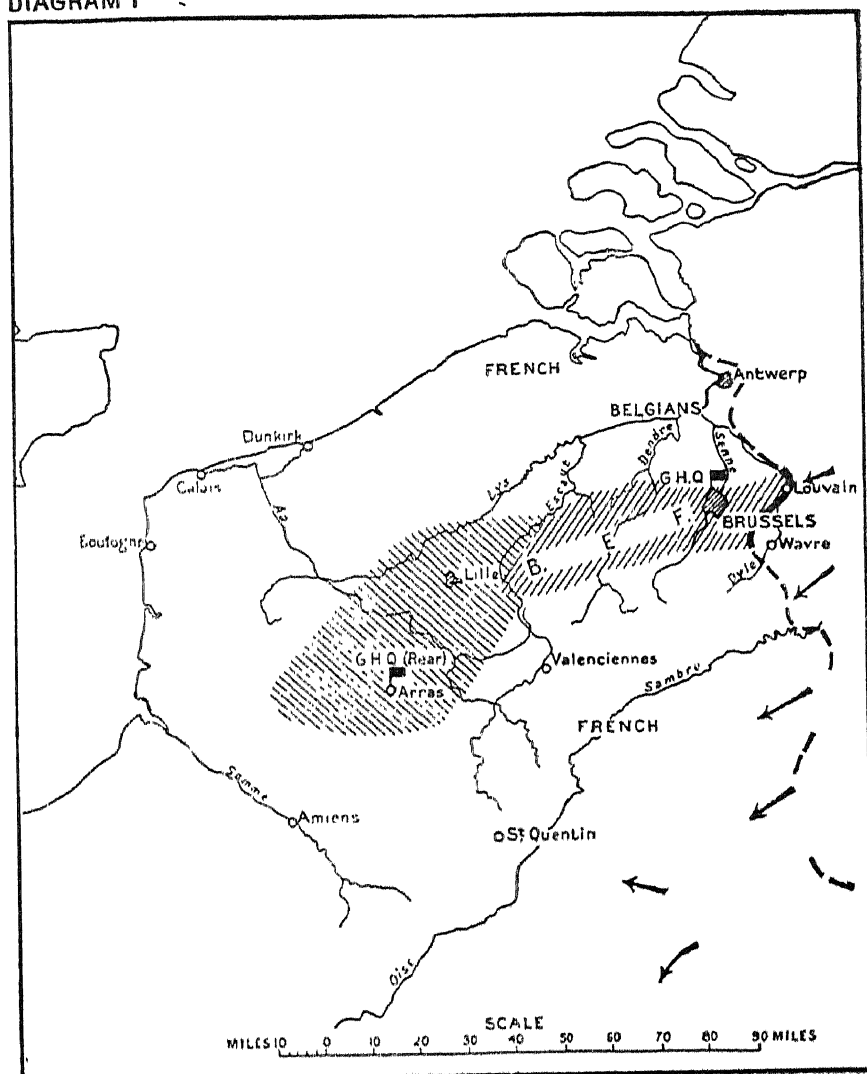 DIAGRAM 1
FRENCH
Antwerp
BELGIANS
Dunkirk
Dendre
Senne
Calais
Lys
Escaut
G.H.Q
Louvain
Aa
B. E. F.
BRUSSELS
Boulogne
Wavre
Lille
Dyle
G H Q (Rear)
Valenciennes
Arras
Sambre
FRENCH
Somme
Amiens
St Quentin
Oise
SCALE
MILES 10 0 10 20 30 40 50 60 70 80 90 MILES